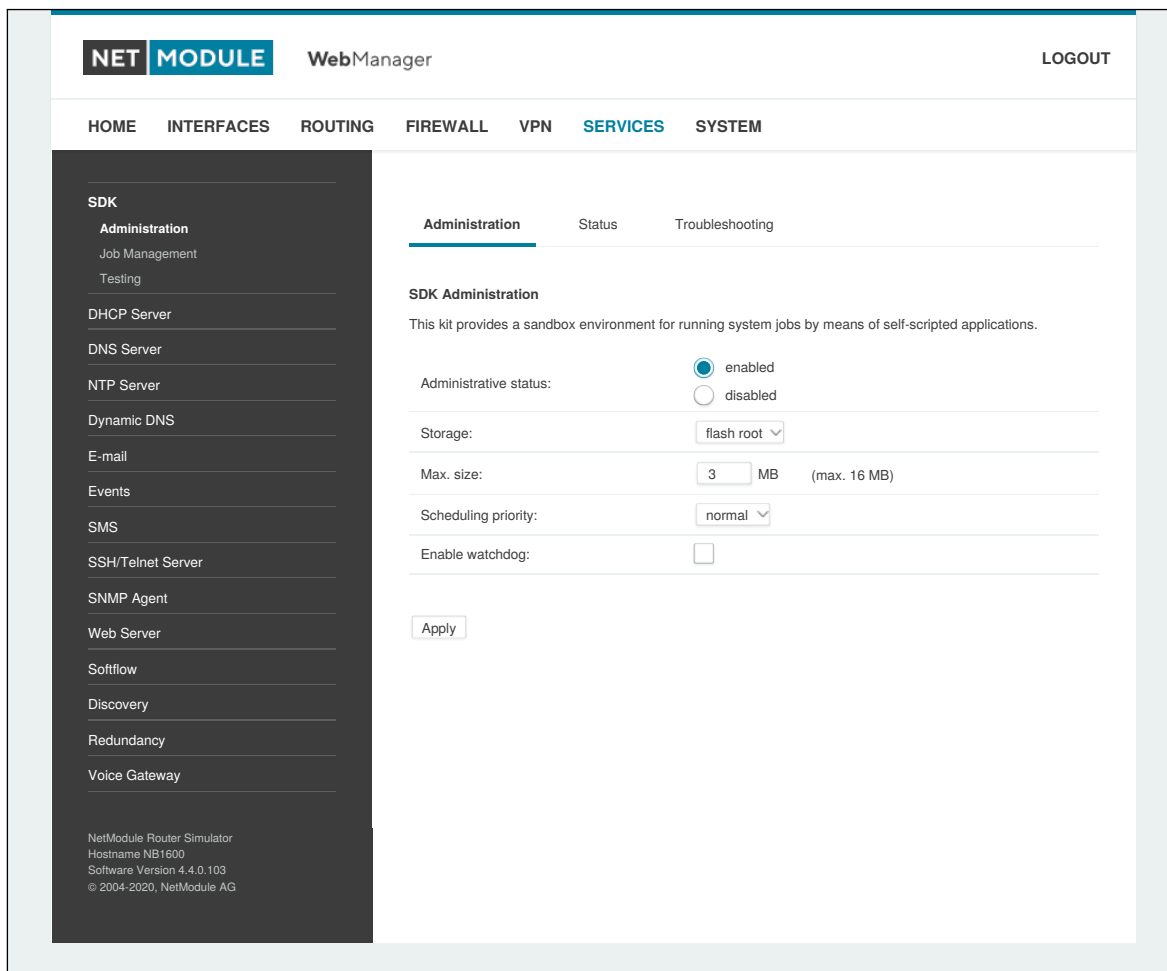 NET MODULE WebManager LOGOUT
HOME INTERFACES ROUTING FIREWALL VPN SERVICES SYSTEM
SDK
Administration
Job Management
Testing
DHCP Server
DNS Server
NTP Server
Dynamic DNS
E-mail
Events
SMS
SSH/Telnet Server
SNMP Agent
Web Server
Softflow
Discovery
Redundancy
Voice Gateway
NetModule Router Simulator
Hostname NB1600
Software Version 4.4.0.103
© 2004-2020, NetModule AG
Administration Status Troubleshooting
SDK Administration
This kit provides a sandbox environment for running system jobs by means of self-scripted applications.
Administrative status:
enabled
disabled
Storage: flash root
Max. size: 3 MB (max. 16 MB)
Scheduling priority: normal
Enable watchdog:
Apply